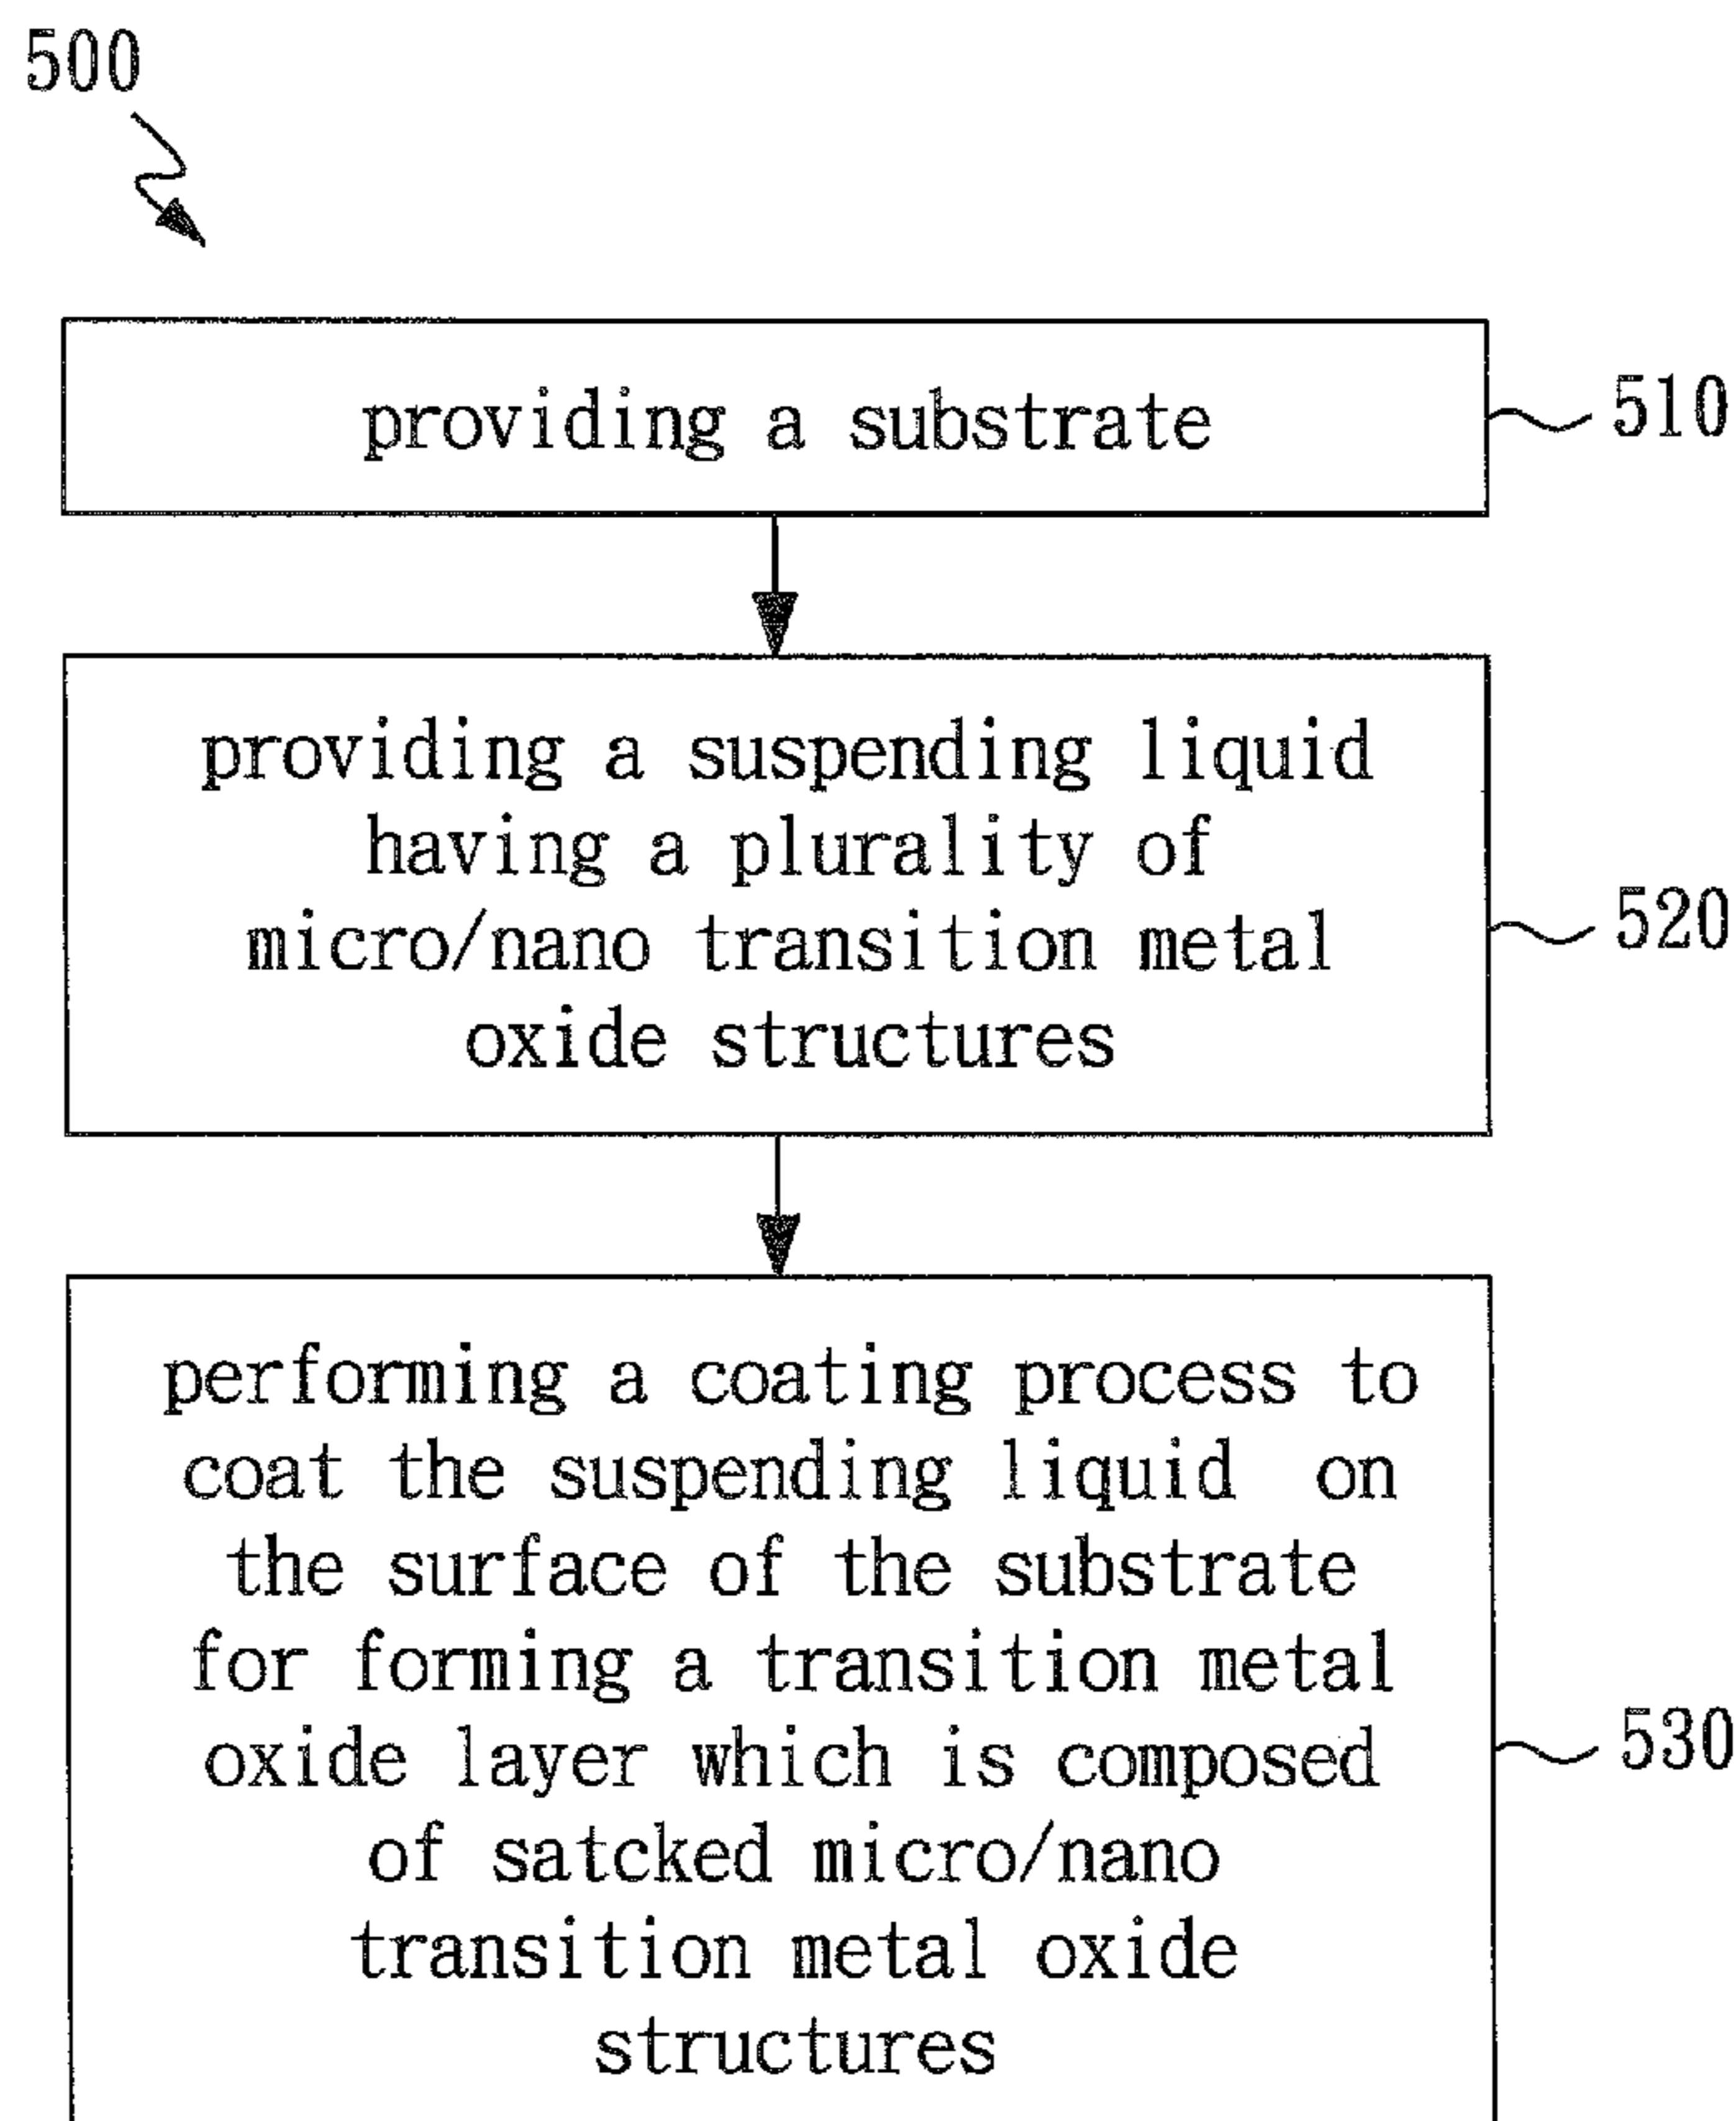 500
providing a substrate
510
providing a suspending liquid
having a plurality of
micro/nano transition metal
oxide structures
520
performing a coating process to
coat the suspending liquid on
the surface of the substrate
for forming a transition metal
oxide layer which is composed
of satcked micro/nano
transition metal oxide
structures
530